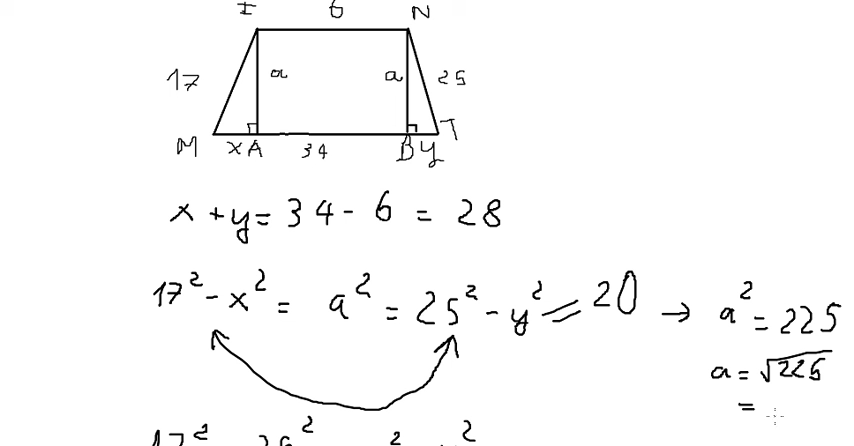 I 6 N
17 a a 25
M x A 34 B y T
x + y = 34 - 6 = 28
17² - x² = a² = 25² - y² = 20 → a² = 225
a = √225
=